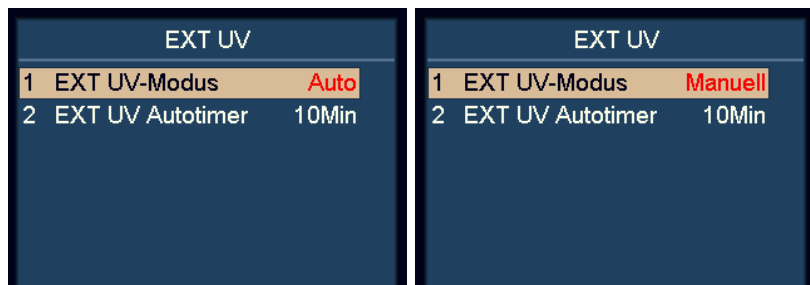 EXT UV
1 EXT UV-Modus Auto
2 EXT UV Autotimer 10Min
EXT UV
1 EXT UV-Modus Manuell
2 EXT UV Autotimer 10Min